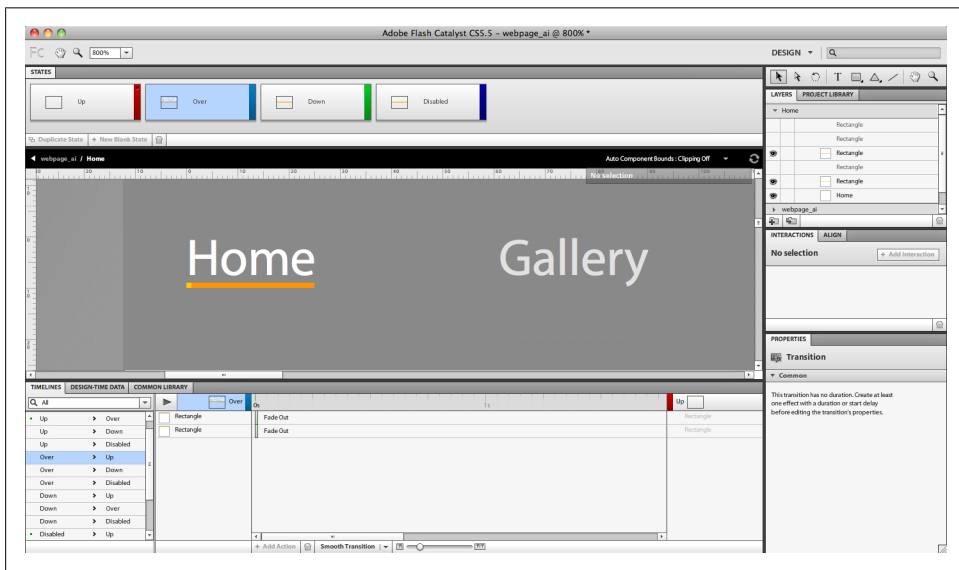 Adobe Flash Catalyst CS5.5 – webpage_ai @ 800% *
FC 800% DESIGN
STATES
Up Over Down Disabled
Duplicate State + New Blank State
webpage_ai / Home Auto Component Bounds : Clipping Off
No selection
Home Gallery
LAYERS PROJECT LIBRARY
Home
Rectangle
Rectangle
Rectangle
Rectangle
Rectangle
Home
webpage_ai
INTERACTIONS ALIGN
No selection + Add Interaction
PROPERTIES
Transition
Common
This transition has no duration. Create at least
one effect with a duration or start delay
before editing the transition's properties.
TIMELINES DESIGN-TIME DATA COMMON LIBRARY
All Over 0s 1s Up
Up > Over Rectangle Fade Out Rectangle
Up > Down Rectangle Fade Out Rectangle
Up > Disabled
Over > Up
Over > Down
Over > Disabled
Down > Up
Down > Over
Down > Disabled
Disabled > Up
+ Add Action Smooth Transition